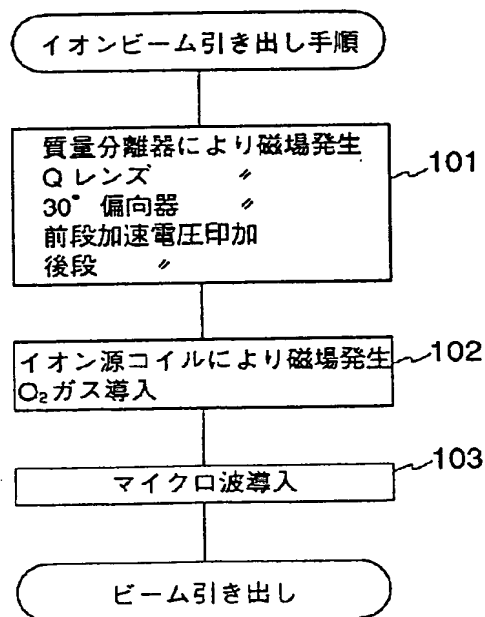 イオンビーム引き出し手順
質量分離器により磁場発生
Qレンズ 〃
30° 偏向器 〃
前段加速電圧印加
後段 〃
101
イオン源コイルにより磁場発生
O₂ガス導入
102
マイクロ波導入
103
ビーム引き出し